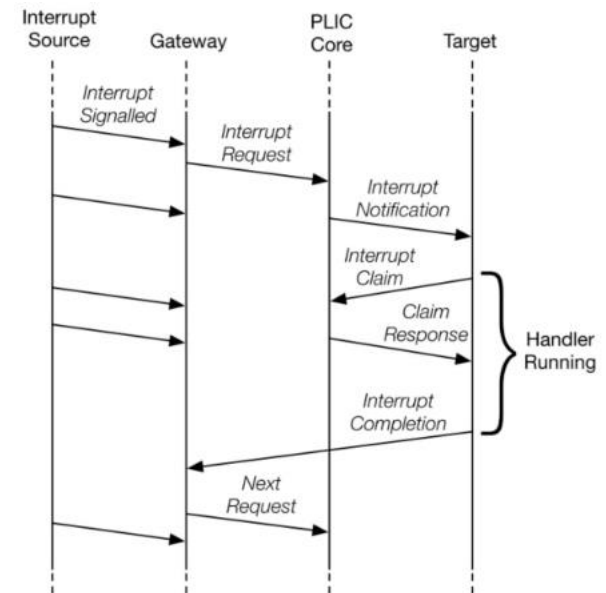 Interrupt
Source
Gateway
PLIC
Core
Target
Interrupt
Signalled
Interrupt
Request
Interrupt
Notification
Interrupt
Claim
Claim
Response
Handler
Running
Interrupt
Completion
Next
Request